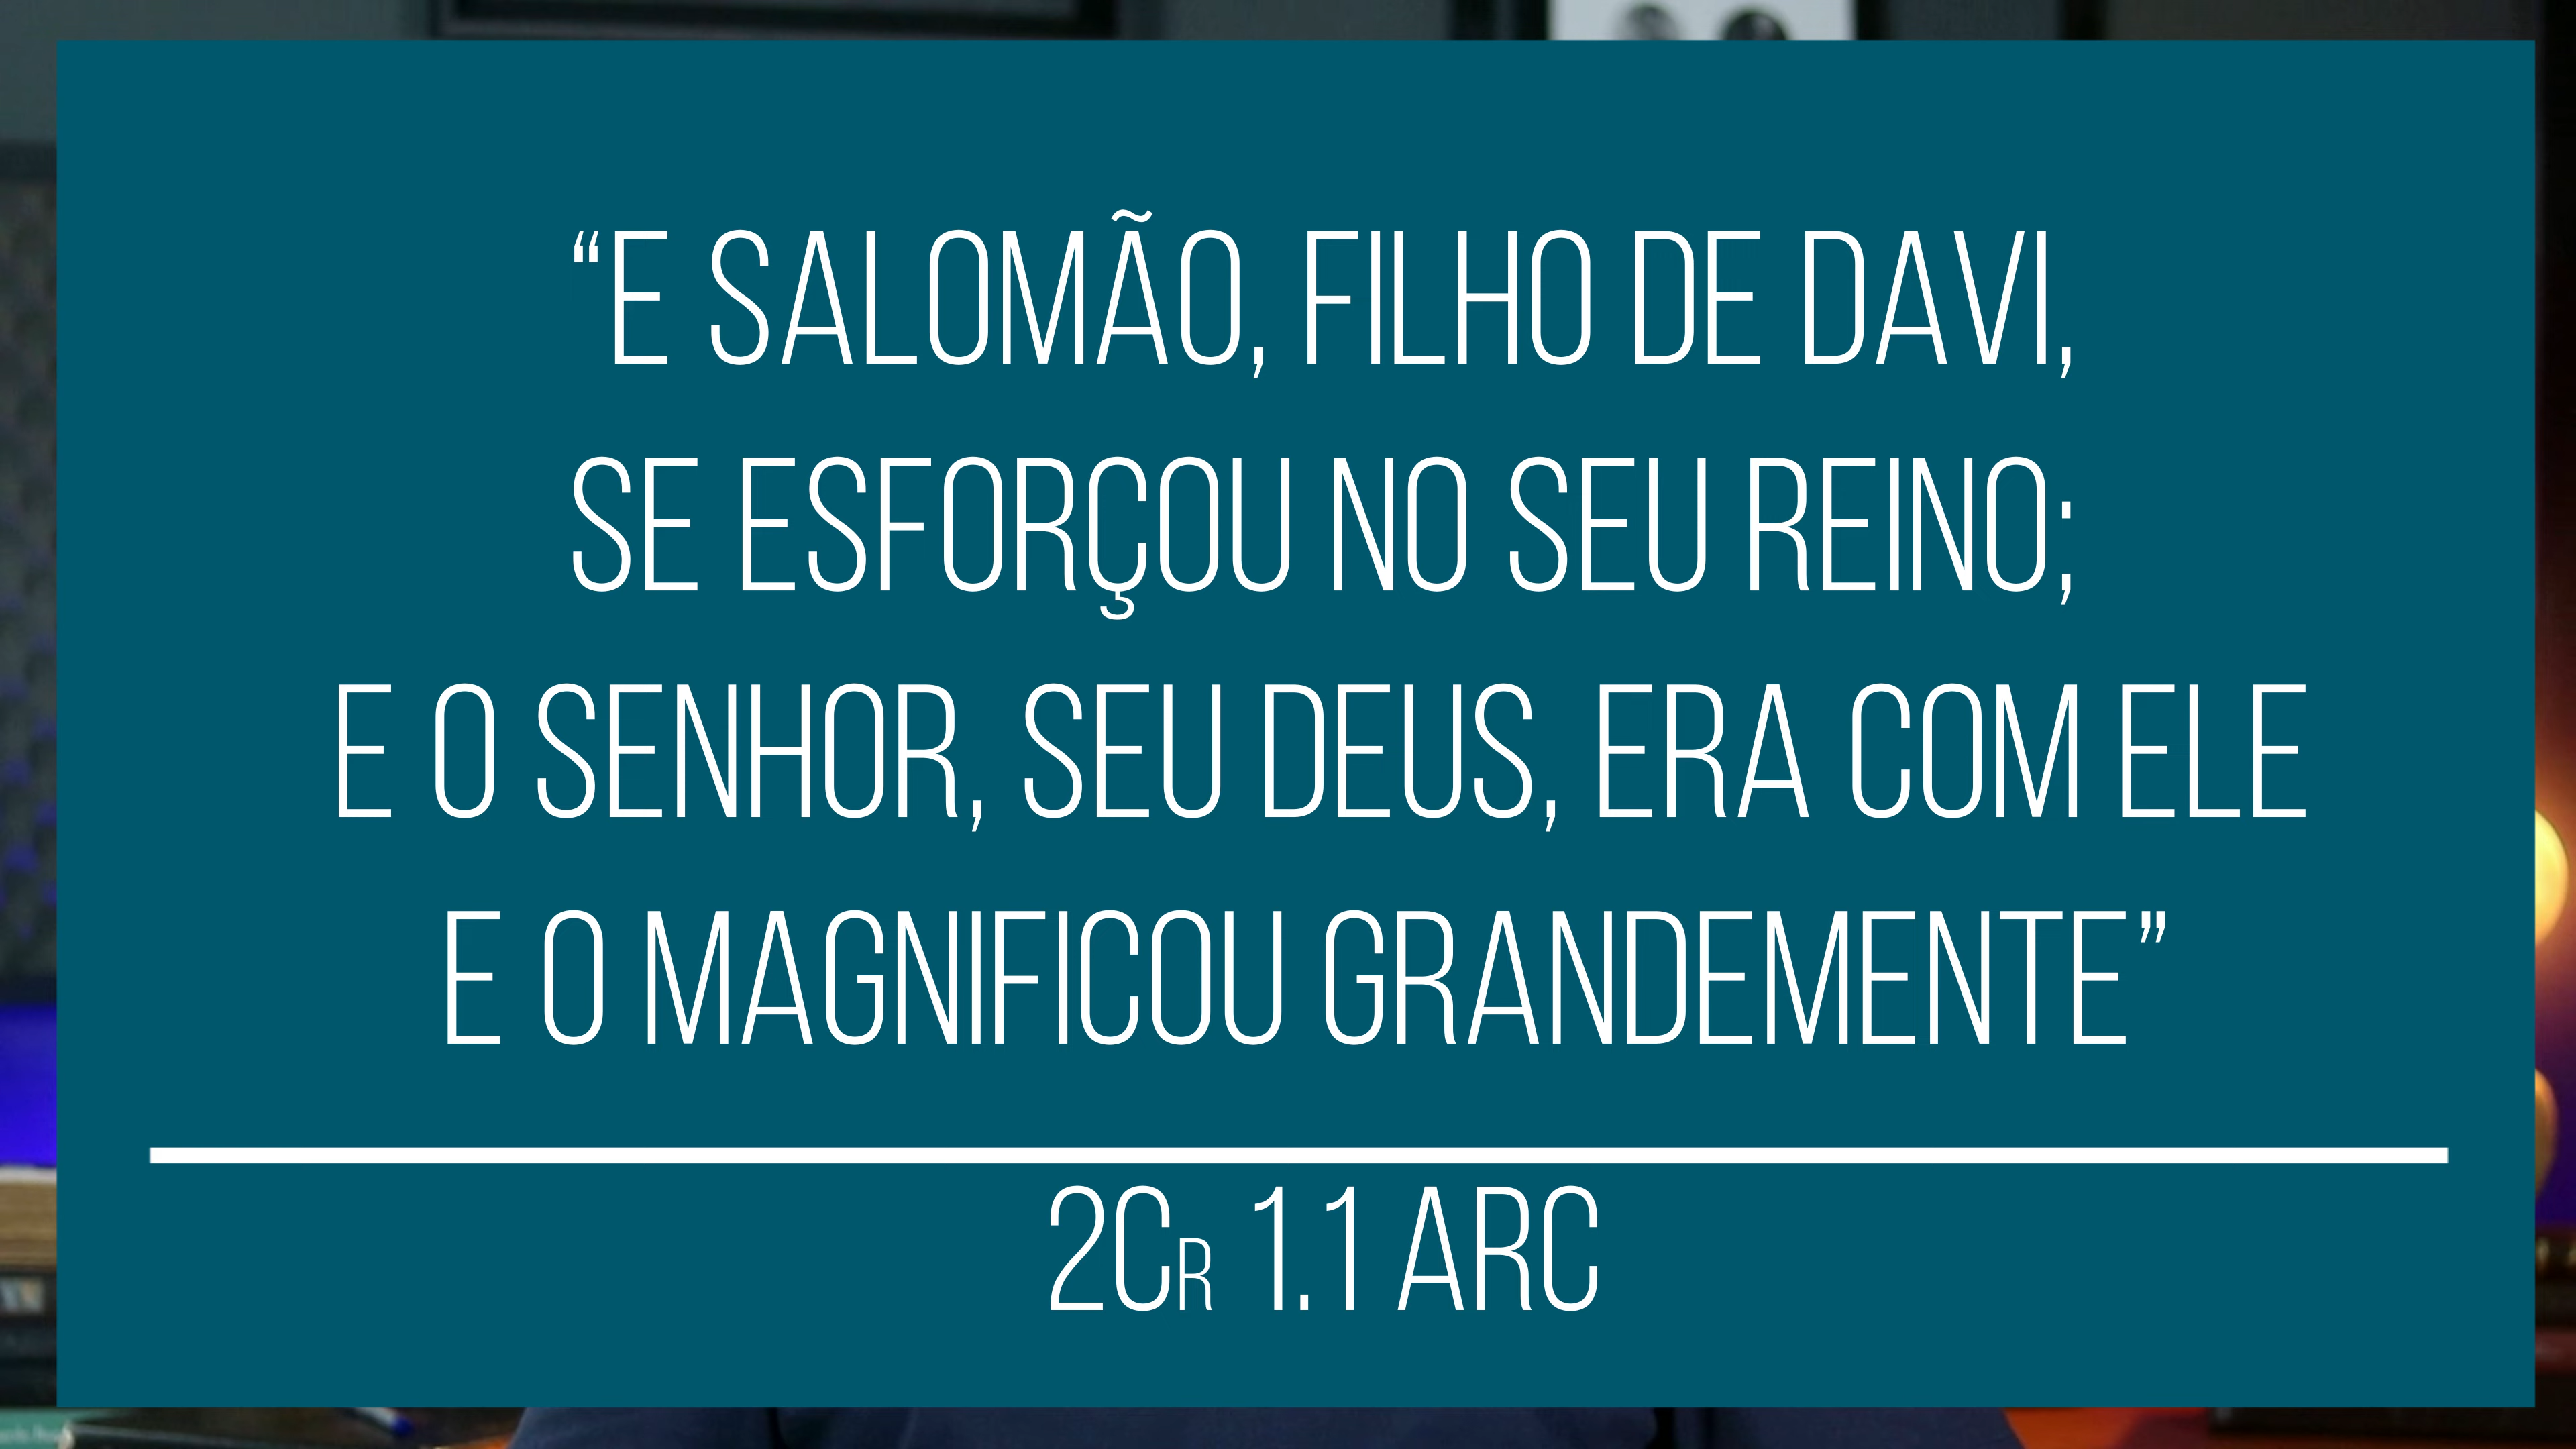 “E SALOMÃO, FILHO DE DAVI,
SE ESFORÇOU NO SEU REINO;
E O SENHOR, SEU DEUS, ERA COM ELE
E O MAGNIFICOU GRANDEMENTE”
2CR 1.1 ARC